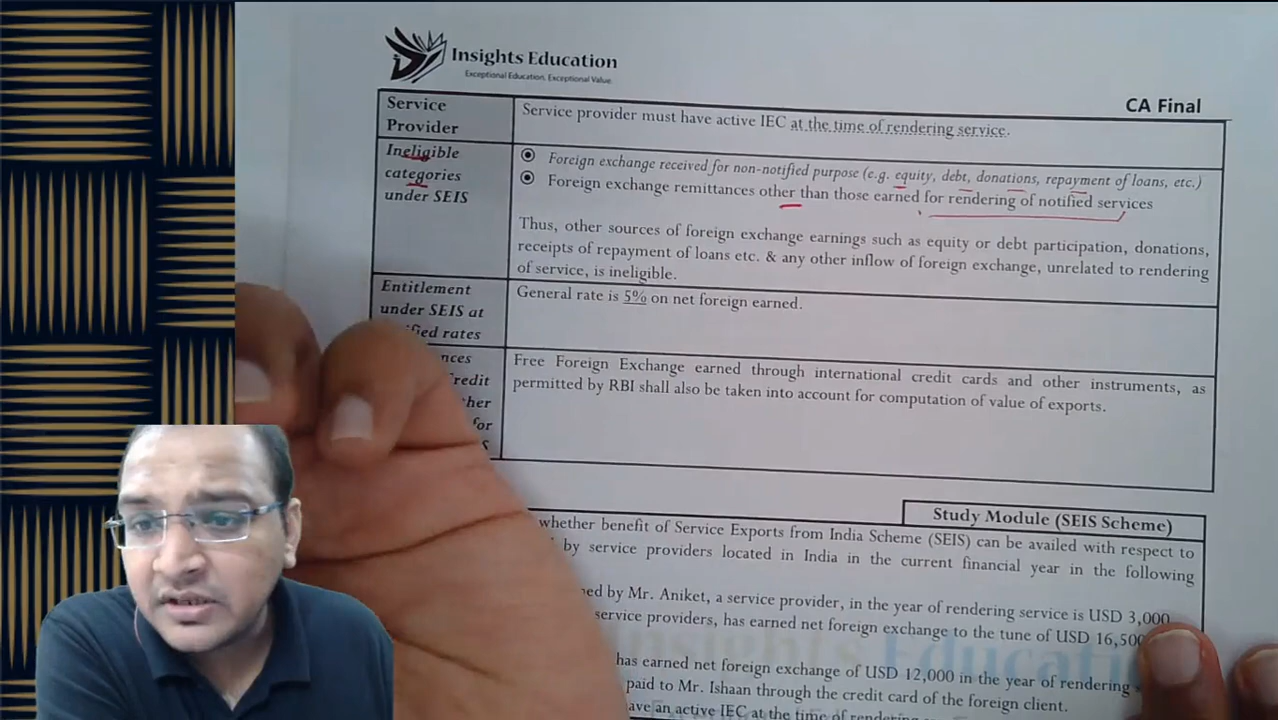 Insights Education
Exceptional Education, Exceptional Value
CA Final
Service
Provider
Service provider must have active IEC at the time of rendering service.
Ineligible
categories
under SEIS
Foreign exchange received for non-notified purpose (e.g. equity, debt, donations, repayment of loans, etc.)
Foreign exchange remittances other than those earned for rendering of notified services
Thus, other sources of foreign exchange earnings such as equity or debt participation, donations,
receipts of repayment of loans etc. & any other inflow of foreign exchange, unrelated to rendering
of service, is ineligible.
Entitlement
under SEIS at
rates
General rate is 5% on net foreign earned.
Free Foreign Exchange earned through international credit cards and other instruments, as
permitted by RBI shall also be taken into account for computation of value of exports.
Study Module (SEIS Scheme)
whether benefit of Service Exports from India Scheme (SEIS) can be availed with respect to
by service providers located in India in the current financial year in the following
by Mr. Aniket, a service provider, in the year of rendering service is USD 3,000
service providers, has earned net foreign exchange to the tune of USD 16,500
has earned net foreign exchange of USD 12,000 in the year of rendering
paid to Mr. Ishaan through the credit card of the foreign client.
an active IEC at the time of